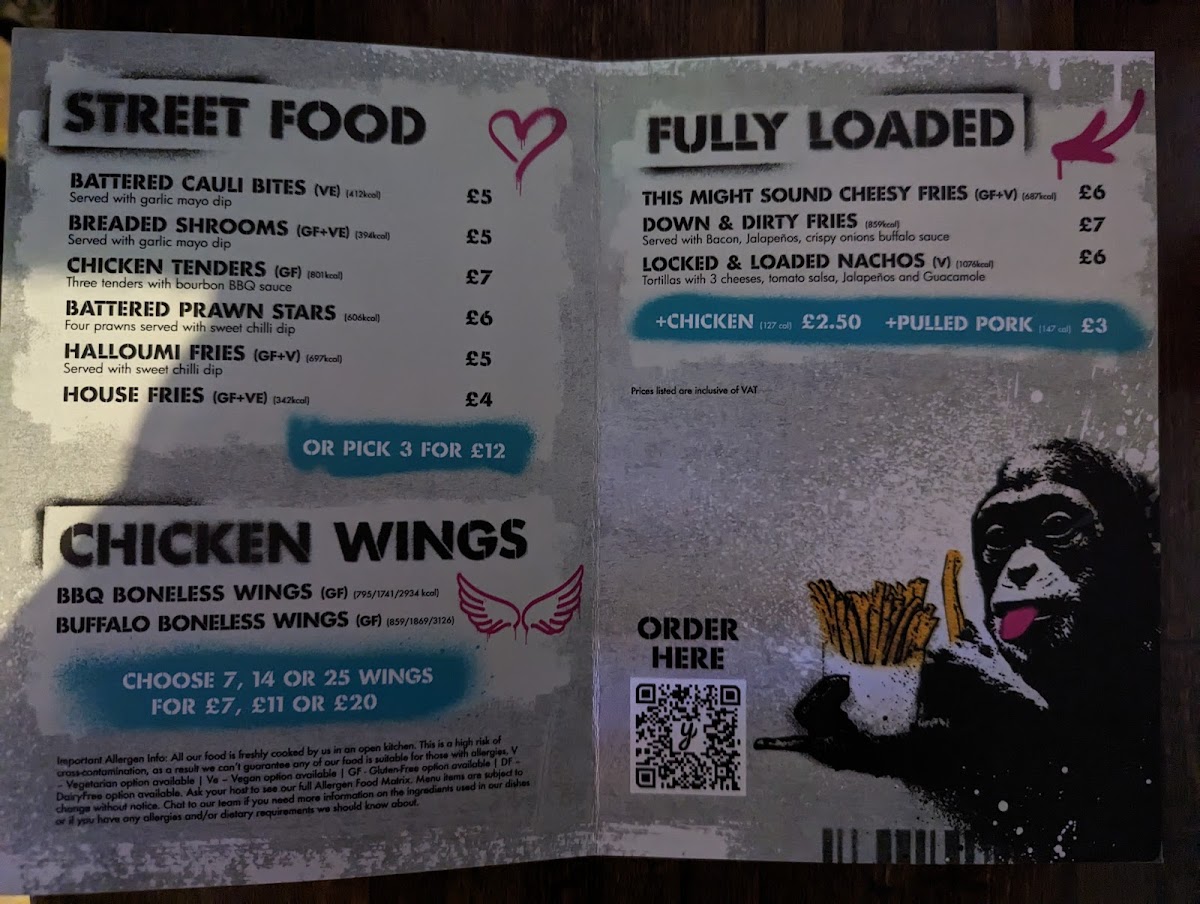 STREET FOOD
BATTERED CAULI BITES (VE) (412kcal) £5
Served with garlic mayo dip
BREADED SHROOMS (GF+VE) (394kcal) £5
Served with garlic mayo dip
CHICKEN TENDERS (GF) (801kcal) £7
Three tenders with bourbon BBQ sauce
BATTERED PRAWN STARS (606kcal) £6
Four prawns served with sweet chilli dip
HALLOUMI FRIES (GF+V) (697kcal) £5
Served with sweet chilli dip
HOUSE FRIES (GF+VE) (342kcal) £4
OR PICK 3 FOR £12
CHICKEN WINGS
BBQ BONELESS WINGS (GF) (795/1741/2934 kcal)
BUFFALO BONELESS WINGS (GF) (859/1869/3126)
CHOOSE 7, 14 OR 25 WINGS
FOR £7, £11 OR £20
Important Allergen Info: All our food is freshly cooked by us in an open kitchen. This is a high risk of
cross-contamination, as a result we can't guarantee any of our food is suitable for those with allergies, V
– Vegetarian option available | Ve – Vegan option available | GF - Gluten-Free option available | DF –
DairyFree option available. Ask your host to see our full Allergen Food Matrix. Menu items are subject to
change without notice. Chat to our team if you need more information on the ingredients used in our dishes
or if you have any allergies and/or dietary requirements we should know about.
FULLY LOADED
THIS MIGHT SOUND CHEESY FRIES (GF+V) (687kcal) £6
DOWN & DIRTY FRIES (859kcal) £7
Served with Bacon, Jalapeños, crispy onions buffalo sauce
LOCKED & LOADED NACHOS (V) (1076kcal) £6
Tortillas with 3 cheeses, tomato salsa, Jalapeños and Guacamole
+CHICKEN (127 cal) £2.50 +PULLED PORK (147 cal) £3
Prices listed are inclusive of VAT
ORDER
HERE
y